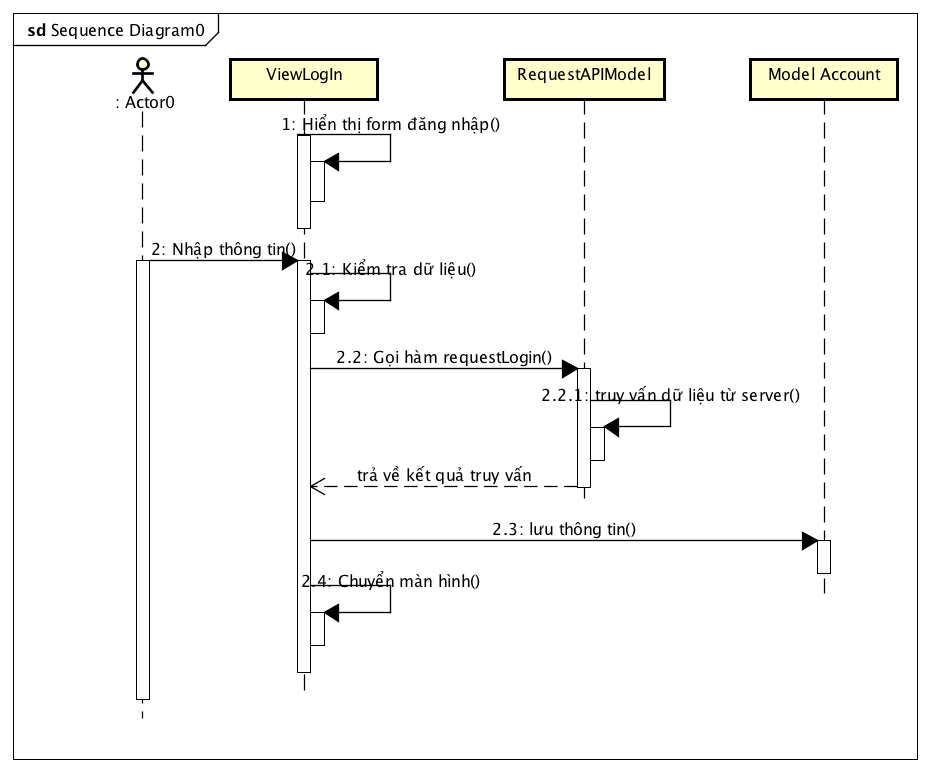 sd Sequence Diagram0
: Actor0
ViewLogIn
RequestAPIModel
Model Account
1: Hiển thị form đăng nhập()
2: Nhập thông tin()
2.1: Kiểm tra dữ liệu()
2.2: Gọi hàm requestLogin()
2.2.1: truy vấn dữ liệu từ server()
trả về kết quả truy vấn
2.3: lưu thông tin()
2.4: Chuyển màn hình()